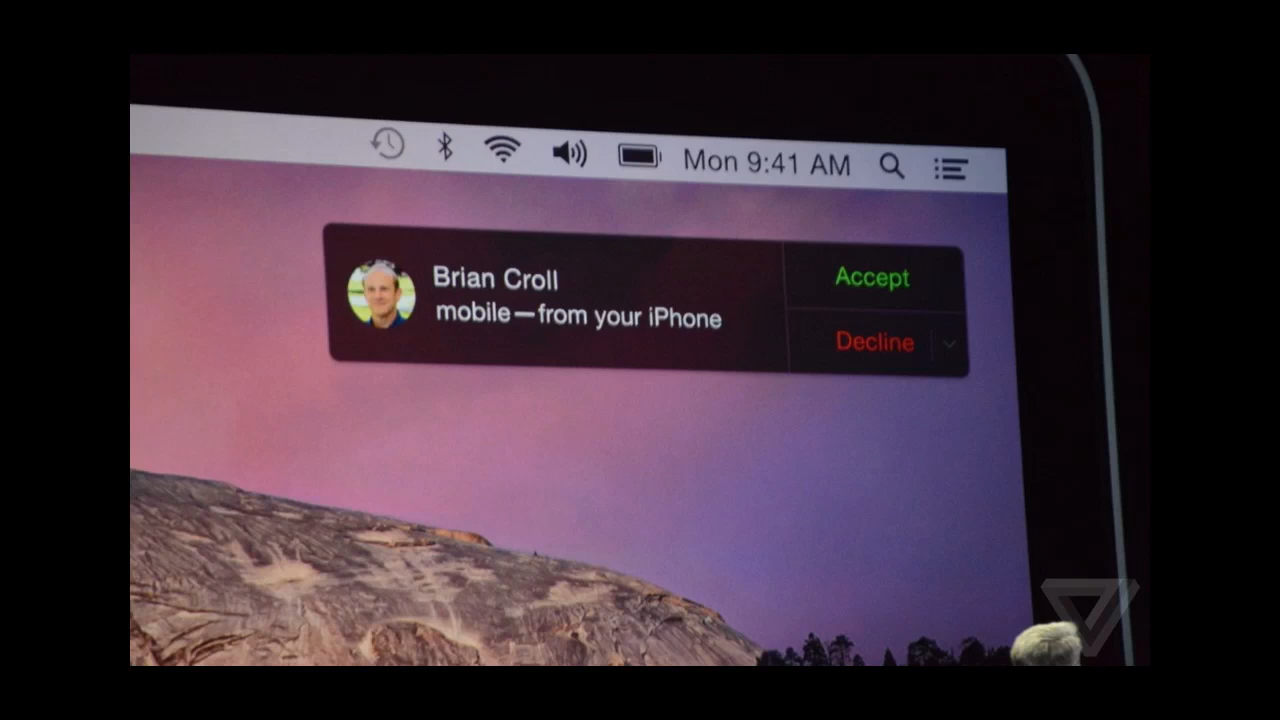 Mon 9:41 AM
Brian Croll
mobile—from your iPhone
Accept
Decline